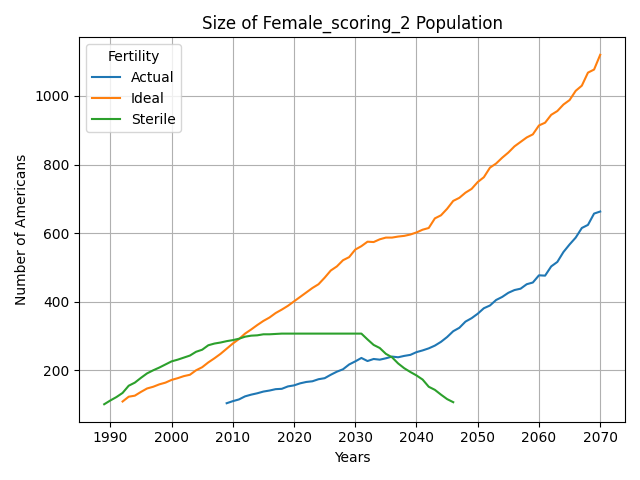 Size of Female_scoring_2 Population
Fertility
Actual
Ideal
Sterile
Number of Americans
1000
800
600
400
200
1990 2000 2010 2020 2030 2040 2050 2060 2070
Years